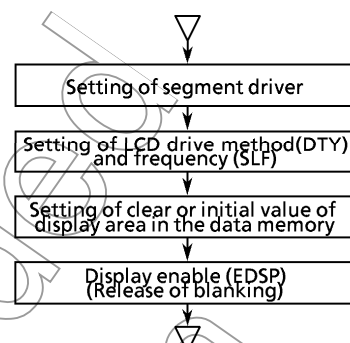 Setting of segment driver
Setting of LCD drive method(DTY)
and frequency (SLF)
Setting of clear or initial value of
display area in the data memory
Display enable (EDSP)
(Release of blanking)